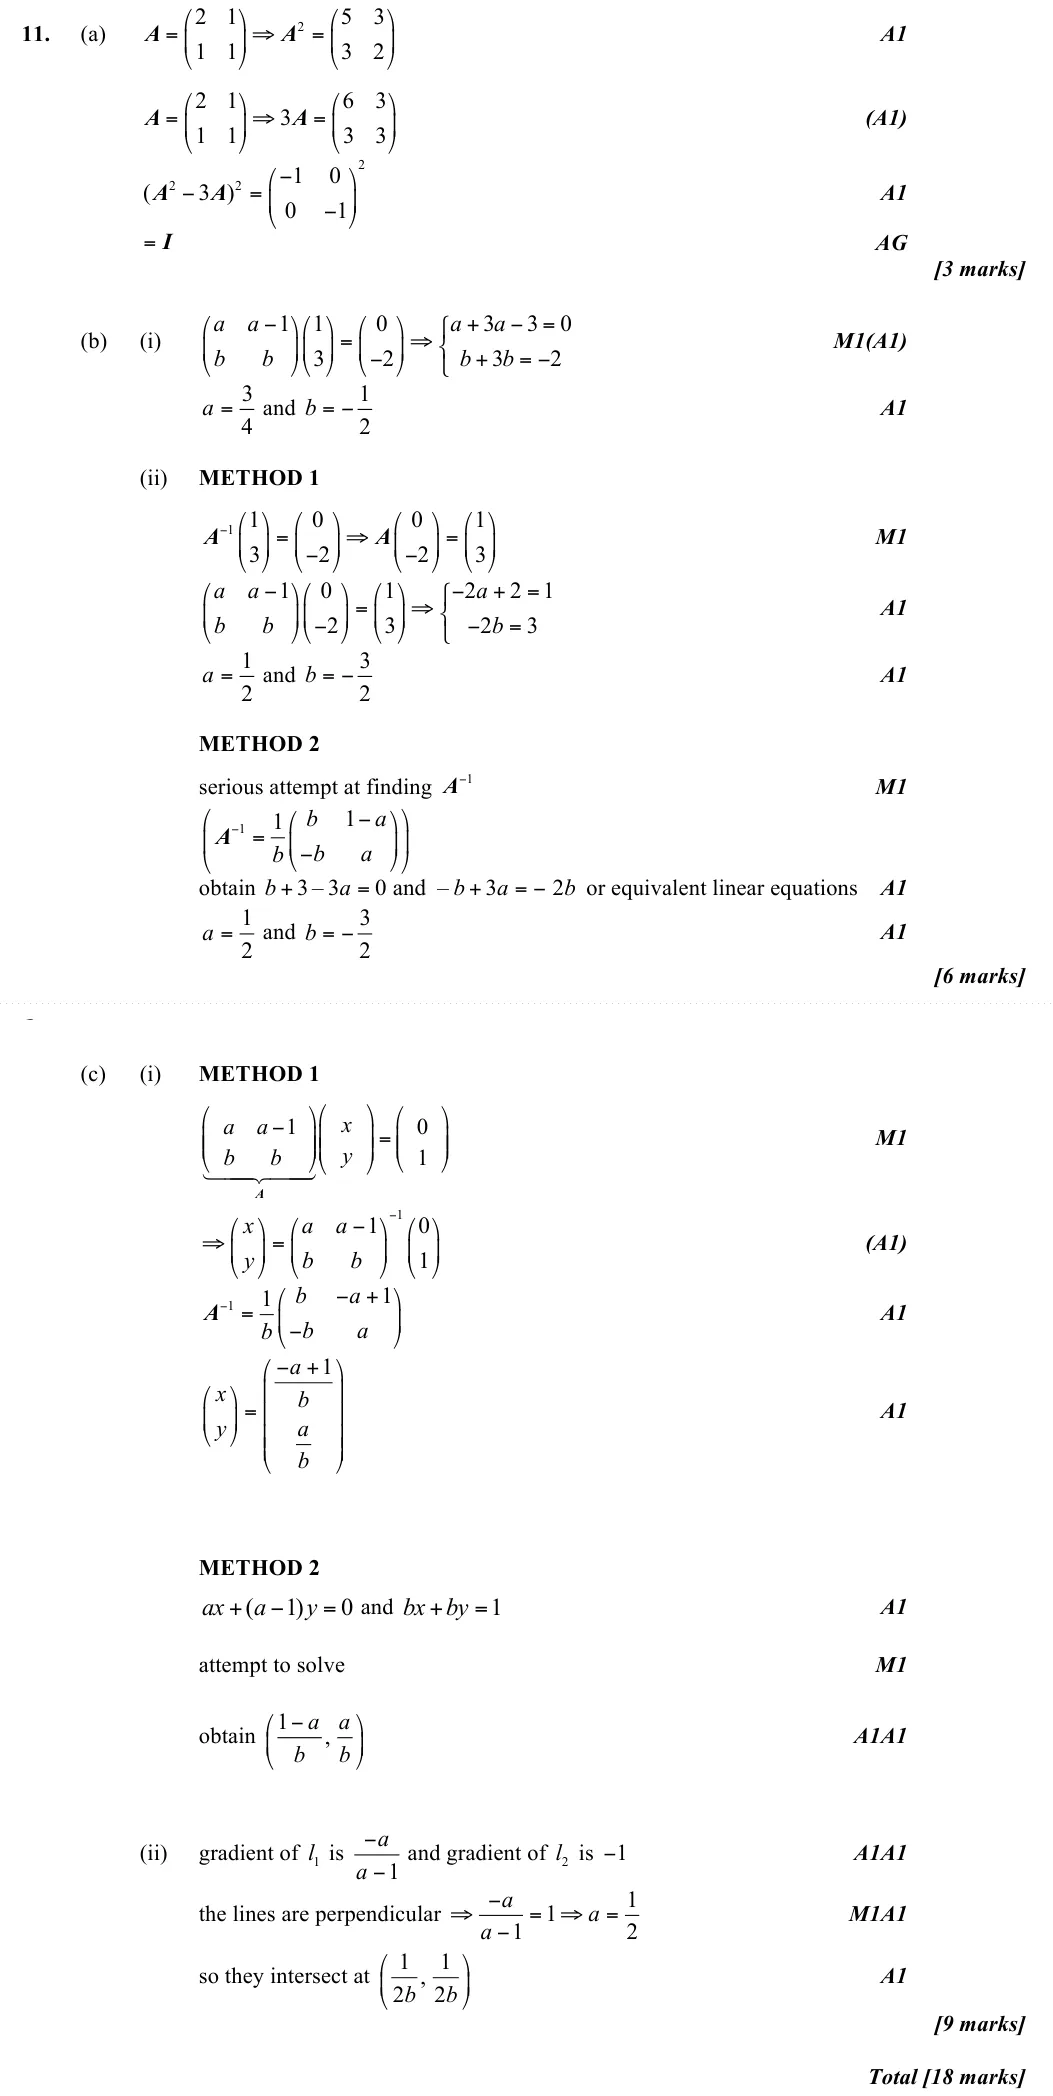 11. (a) A = (2 1; 1 1) ⇒ A² = (5 3; 3 2) A1
A = (2 1; 1 1) ⇒ 3A = (6 3; 3 3) (A1)
(A² − 3A)² = (−1 0; 0 −1)² A1
= I AG
[3 marks]
(b) (i) (a a−1; b b)(1; 3) = (0; −2) ⇒ {a + 3a − 3 = 0; b + 3b = −2 M1(A1)
a = 3/4 and b = −1/2 A1
(ii) METHOD 1
A⁻¹(1; 3) = (0; −2) ⇒ A(0; −2) = (1; 3) M1
(a a−1; b b)(0; −2) = (1; 3) ⇒ {−2a + 2 = 1; −2b = 3 A1
a = 1/2 and b = −3/2 A1
METHOD 2
serious attempt at finding A⁻¹ M1
(A⁻¹ = 1/b (b 1−a; −b a))
obtain b + 3 – 3a = 0 and – b + 3a = – 2b or equivalent linear equations A1
a = 1/2 and b = −3/2 A1
[6 marks]
(c) (i) METHOD 1
(a a−1; b b)(x; y) = (0; 1) M1
A
⇒ (x; y) = (a a−1; b b)⁻¹(0; 1) (A1)
A⁻¹ = 1/b (b −a+1; −b a) A1
(x; y) = ((−a+1)/b; a/b) A1
METHOD 2
ax + (a − 1)y = 0 and bx + by = 1 A1
attempt to solve M1
obtain ((1−a)/b, a/b) A1A1
(ii) gradient of l₁ is −a/(a−1) and gradient of l₂ is −1 A1A1
the lines are perpendicular ⇒ −a/(a−1) = 1 ⇒ a = 1/2 M1A1
so they intersect at (1/2b, 1/2b) A1
[9 marks]
Total [18 marks]